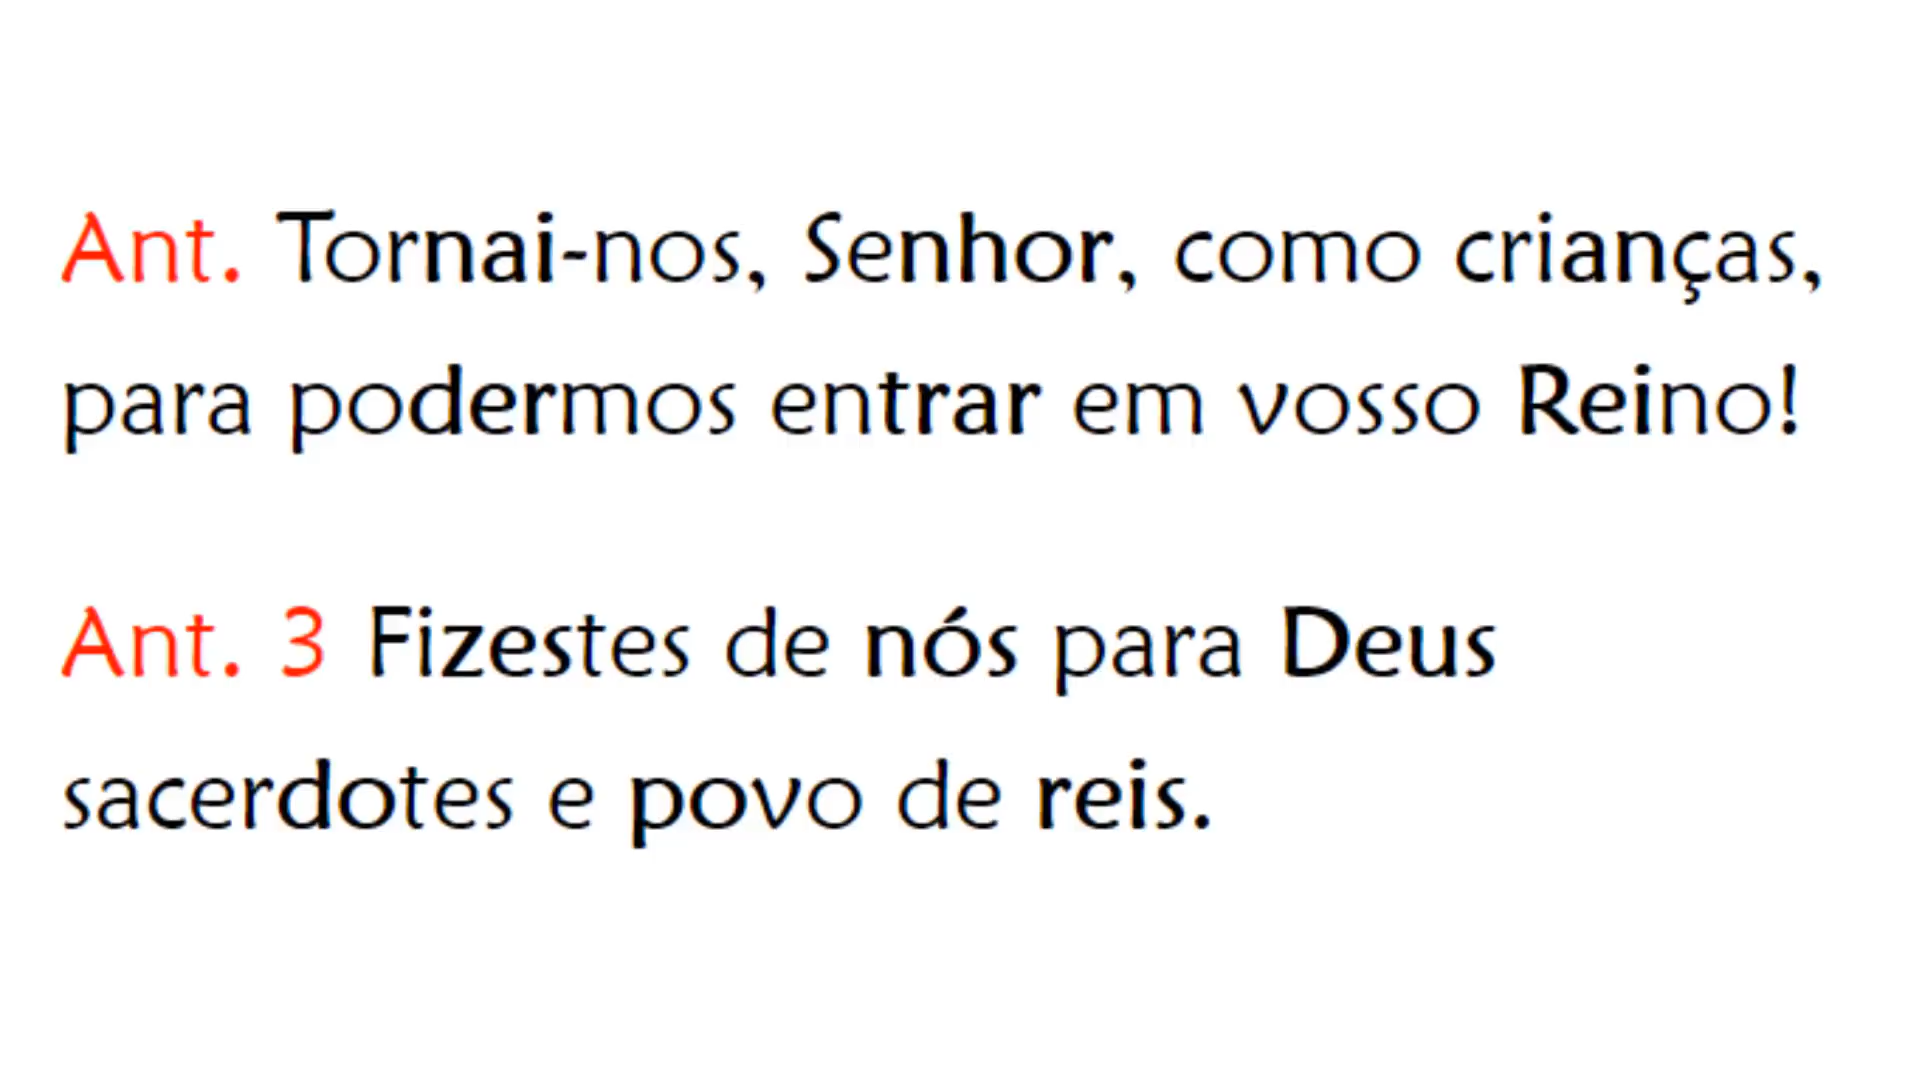 Ant. Tornai-nos, Senhor, como crianças,
para podermos entrar em vosso Reino!
Ant. 3 Fizestes de nós para Deus
sacerdotes e povo de reis.